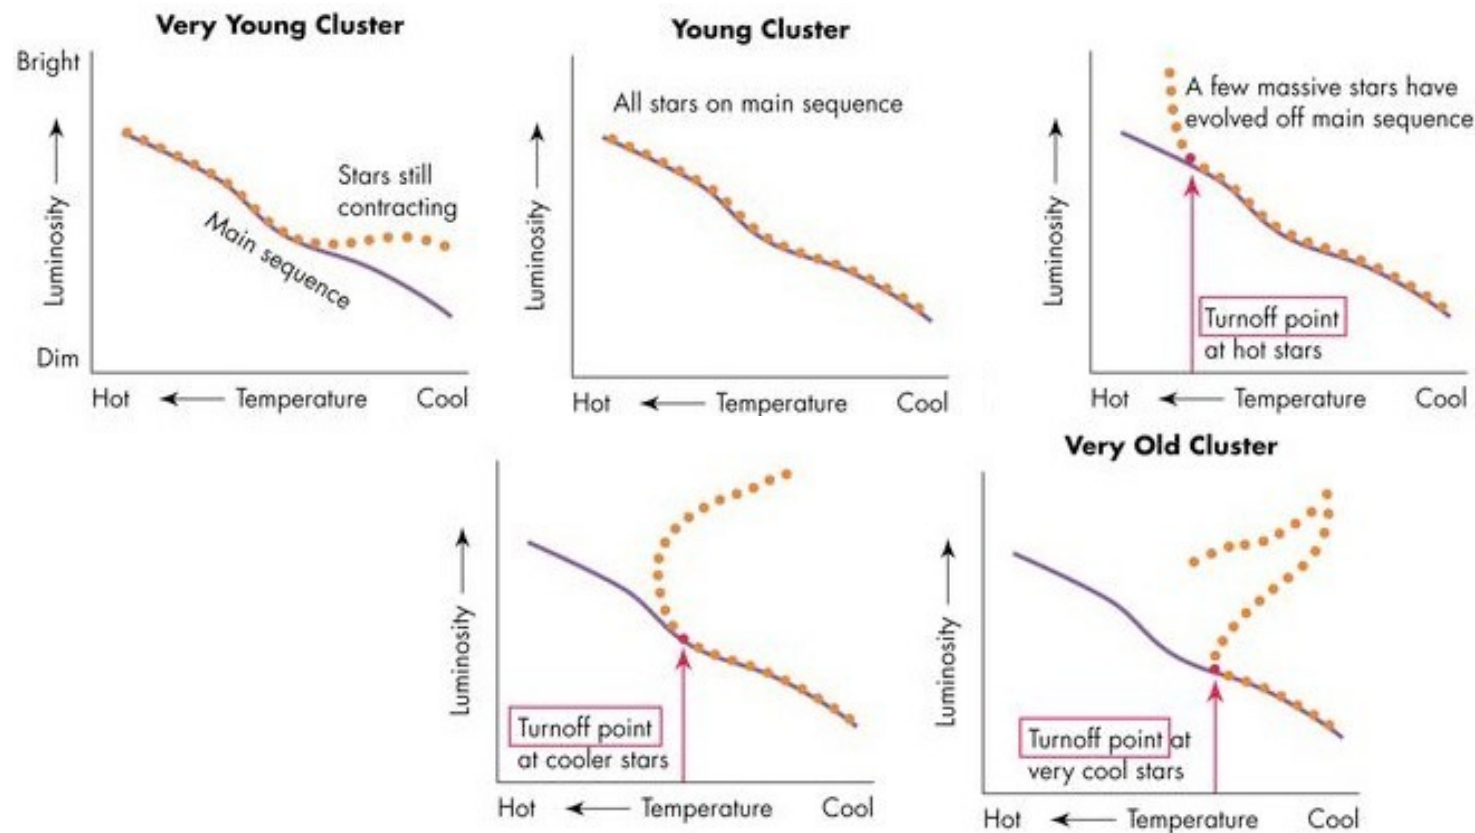 Very Young Cluster
Bright
Luminosity
Dim
Stars still
contracting
Main sequence
Hot
Temperature
Cool
Young Cluster
All stars on main sequence
Luminosity
Hot
Temperature
Cool
A few massive stars have
evolved off main sequence
Luminosity
Turnoff point
at hot stars
Hot
Temperature
Cool
Luminosity
Turnoff point
at cooler stars
Hot
Temperature
Cool
Very Old Cluster
Luminosity
Turnoff point at
very cool stars
Hot
Temperature
Cool